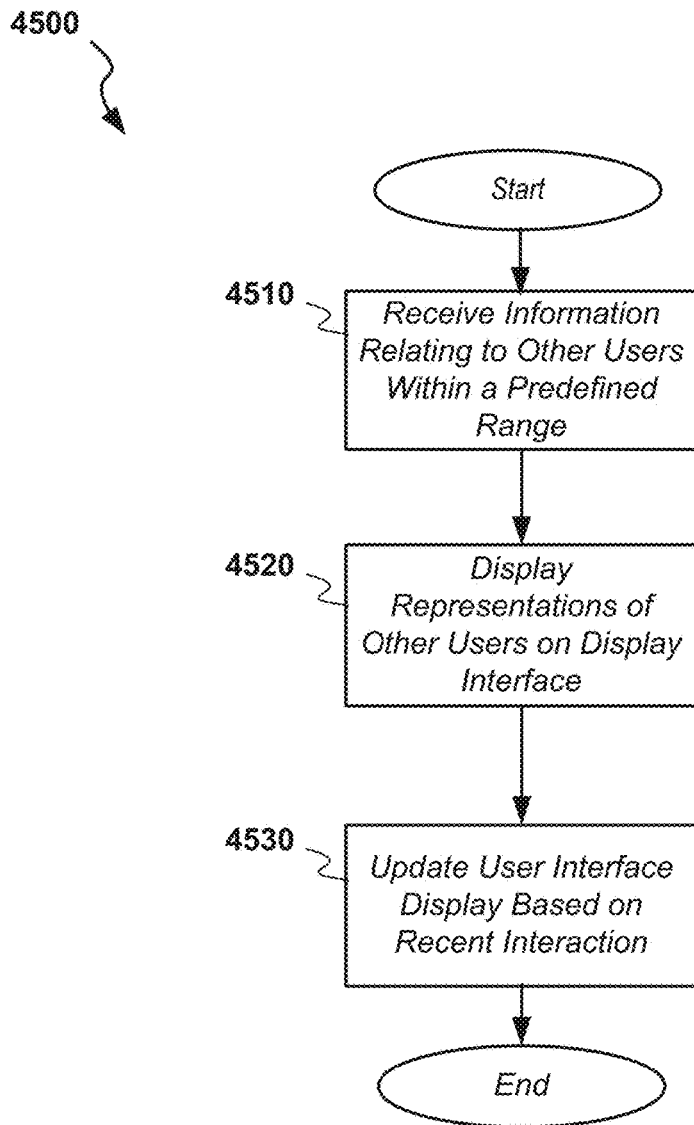 4500
Start
4510
Receive Information
Relating to Other Users
Within a Predefined
Range
4520
Display
Representations of
Other Users on Display
Interface
4530
Update User Interface
Display Based on
Recent Interaction
End